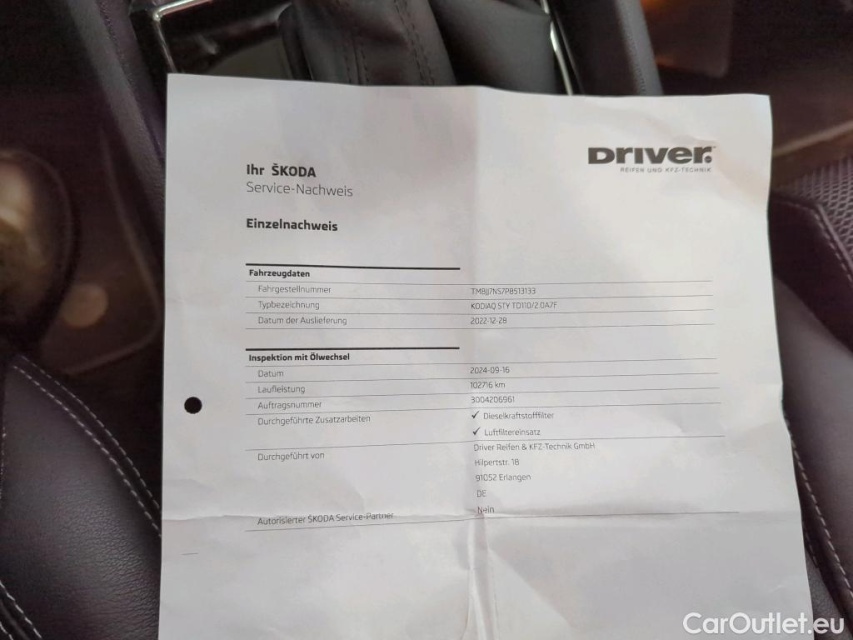 Ihr ŠKODA
Service-Nachweis
DRIVER.
REIFEN UND KFZ-TECHNIK
Einzelnachweis
Fahrzeugdaten
Fahrgestellnummer TMBJJ7NS7P8513133
Typbezeichnung KODIAQ STY TD110/2.0A7F
Datum der Auslieferung 2022-12-28
Inspektion mit Ölwechsel
Datum 2024-09-16
Laufleistung 102716 km
Auftragsnummer 3004206961
Durchgeführte Zusatzarbeiten ✓ Dieselkraftstofffilter
✓ Luftfiltereinsatz
Durchgeführt von Driver Reifen & KFZ-Technik GmbH
Hilpertstr. 18
91052 Erlangen
DE
Autorisierter ŠKODA Service-Partner Nein
CarOutlet.eu